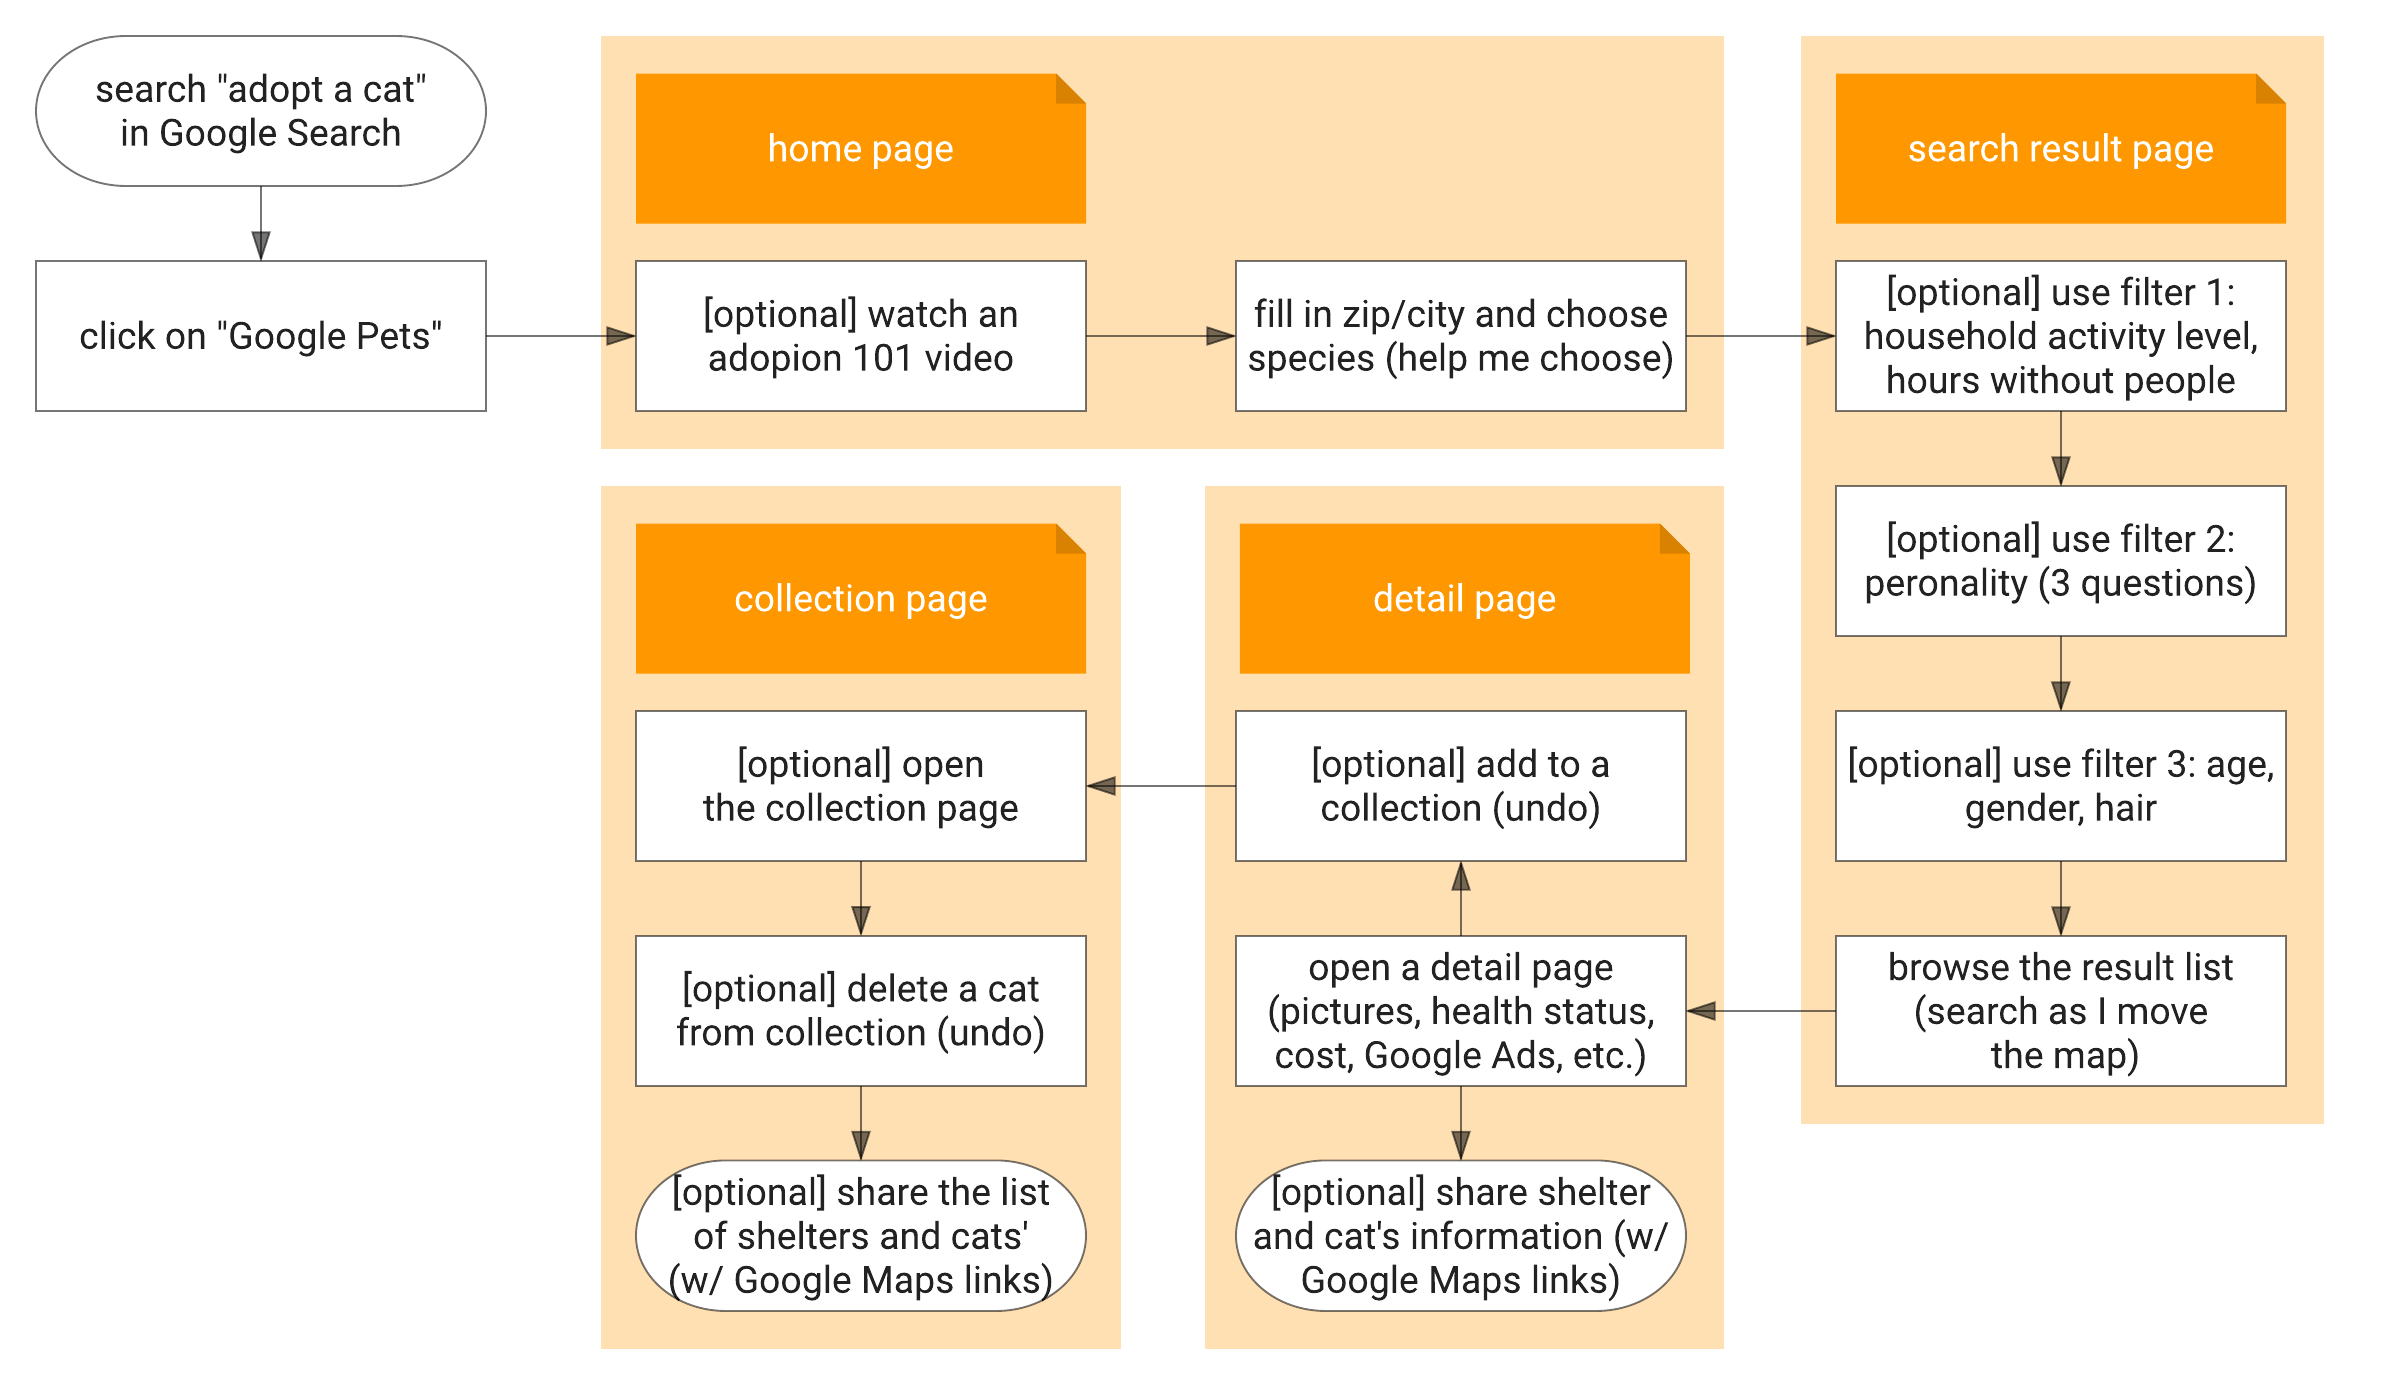 search "adopt a cat"
in Google Search
click on "Google Pets"
home page
[optional] watch an
adopion 101 video
fill in zip/city and choose
species (help me choose)
search result page
[optional] use filter 1:
household activity level,
hours without people
[optional] use filter 2:
peronality (3 questions)
[optional] use filter 3: age,
gender, hair
browse the result list
(search as I move
the map)
detail page
[optional] add to a
collection (undo)
open a detail page
(pictures, health status,
cost, Google Ads, etc.)
[optional] share shelter
and cat's information (w/
Google Maps links)
collection page
[optional] open
the collection page
[optional] delete a cat
from collection (undo)
[optional] share the list
of shelters and cats'
(w/ Google Maps links)